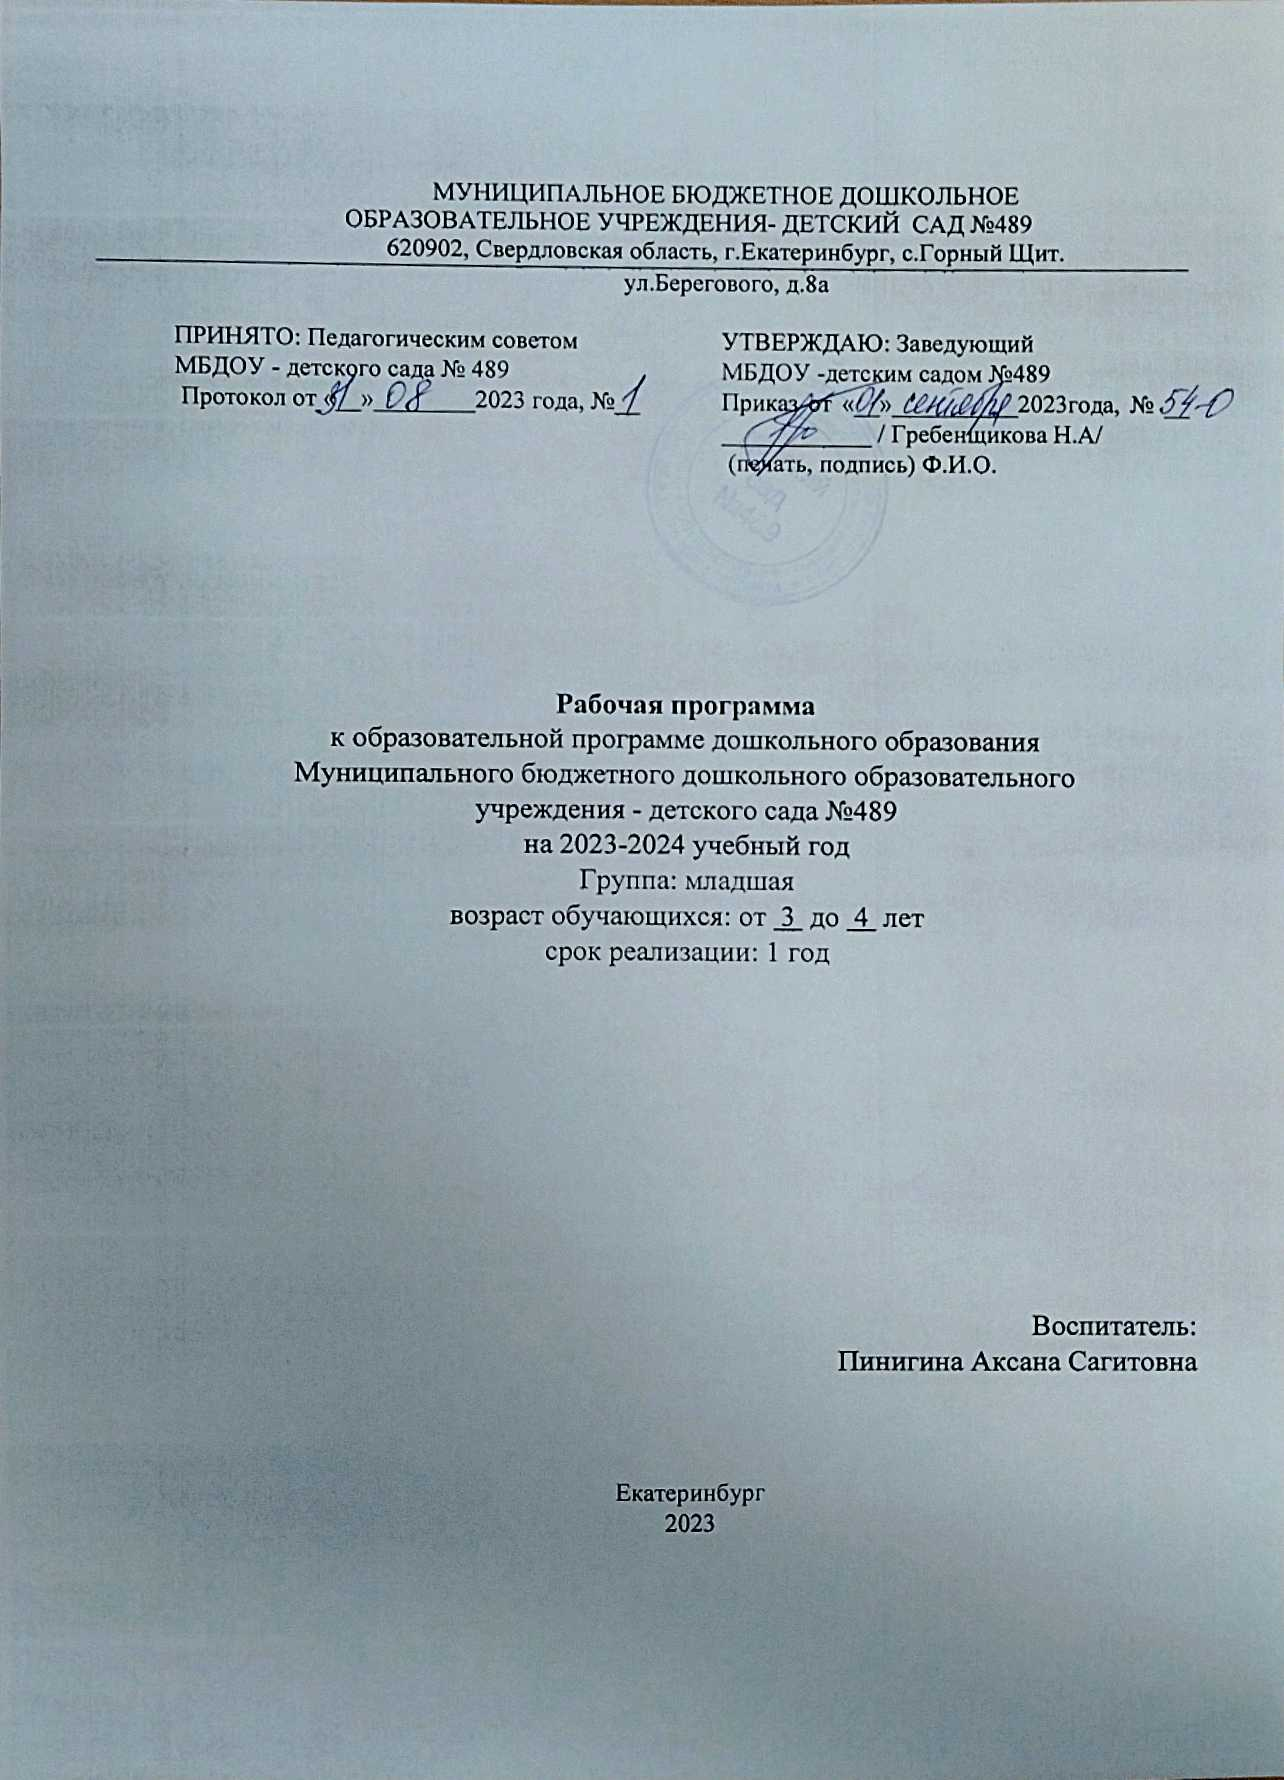 МУНИЦИПАЛЬНОЕ БЮДЖЕТНОЕ ДОШКОЛЬНОЕ
ОБРАЗОВАТЕЛЬНОЕ УЧРЕЖДЕНИЯ- ДЕТСКИЙ САД №489
620902, Свердловская область, г.Екатеринбург, с.Горный Щит.
ул.Берегового, д.8а
ПРИНЯТО: Педагогическим советом
МБДОУ - детского сада № 489
Протокол от «31» 08 2023 года, № 1
УТВЕРЖДАЮ: Заведующий
МБДОУ -детским садом №489
Приказ от «01» сентября 2023года, № 54-О
/ Гребенщикова Н.А/
(печать, подпись) Ф.И.О.
сад
№489
Рабочая программа
к образовательной программе дошкольного образования
Муниципального бюджетного дошкольного образовательного
учреждения - детского сада №489
на 2023-2024 учебный год
Группа: младшая
возраст обучающихся: от 3 до 4 лет
срок реализации: 1 год
Воспитатель:
Пинигина Аксана Сагитовна
Екатеринбург
2023